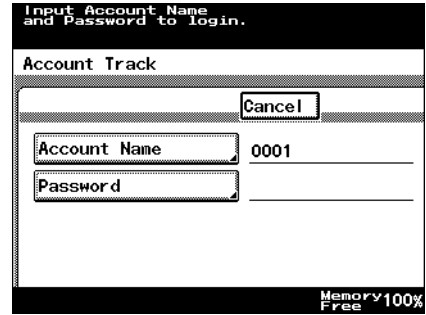 Input Account Name
and Password to login.
Account Track
Cancel
Account Name 0001
Password
Memory
Free 100%